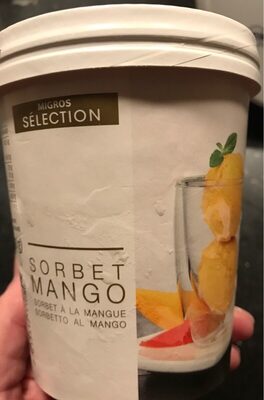 MIGROS
SÉLECTION
SORBET
MANGO
SORBET À LA MANGUE
SORBETTO AL MANGO